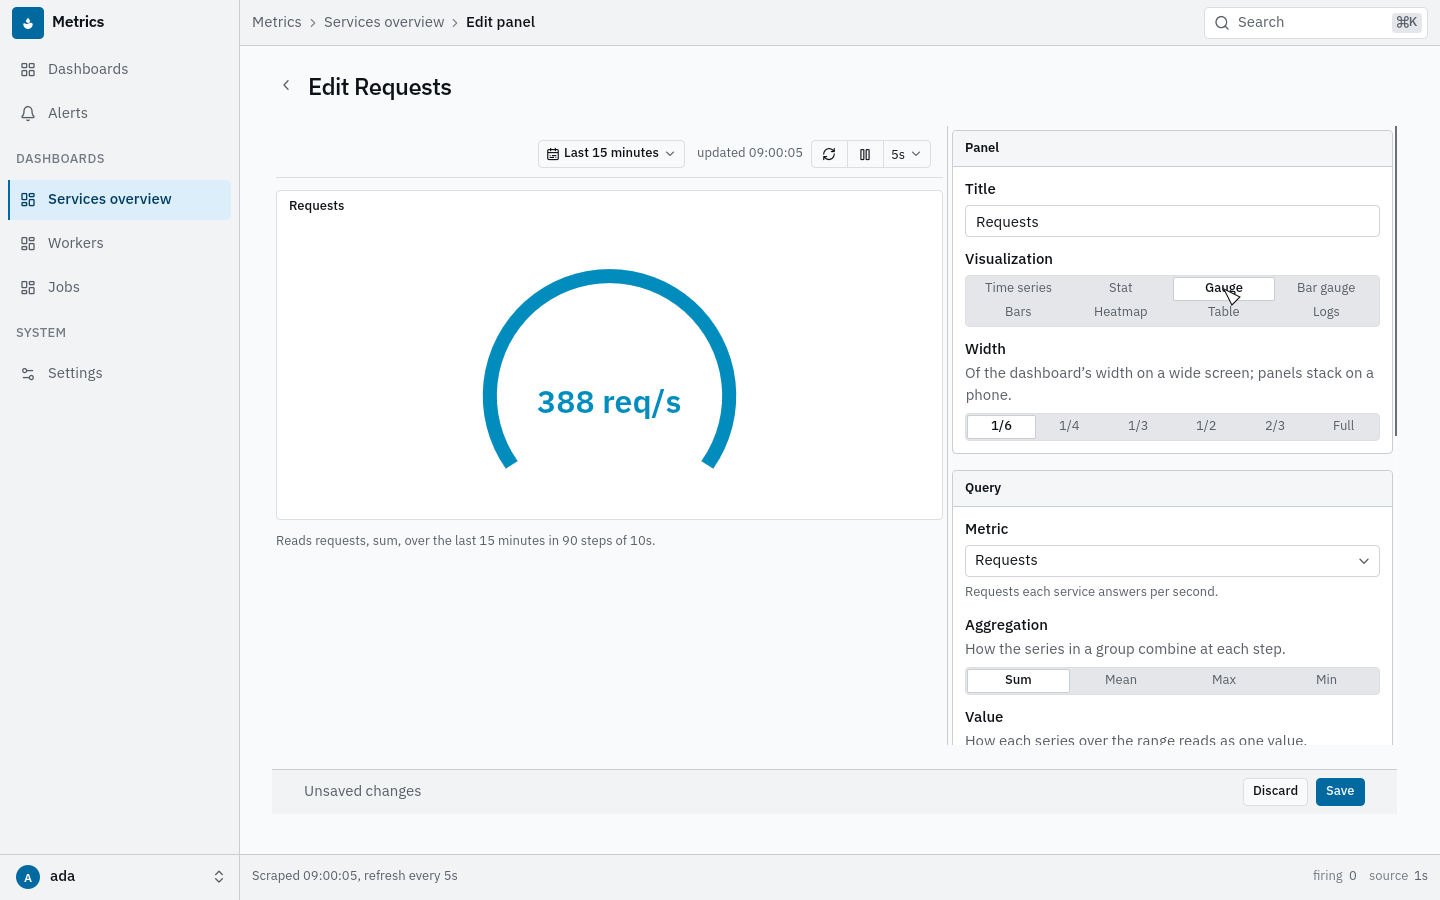 Metrics
Dashboards
Alerts
DASHBOARDS
Services overview
Workers
Jobs
SYSTEM
Settings
A ada
Metrics > Services overview > Edit panel
Search ⌘K
Edit Requests
Last 15 minutes updated 09:00:05 5s
Requests
388 req/s
Reads requests, sum, over the last 15 minutes in 90 steps of 10s.
Panel
Title
Requests
Visualization
Time series Stat Gauge Bar gauge
Bars Heatmap Table Logs
Width
Of the dashboard’s width on a wide screen; panels stack on a
phone.
1/6 1/4 1/3 1/2 2/3 Full
Query
Metric
Requests
Requests each service answers per second.
Aggregation
How the series in a group combine at each step.
Sum Mean Max Min
Value
How each series over the range reads as one value.
Unsaved changes Discard Save
Scraped 09:00:05, refresh every 5s firing 0 source 1s